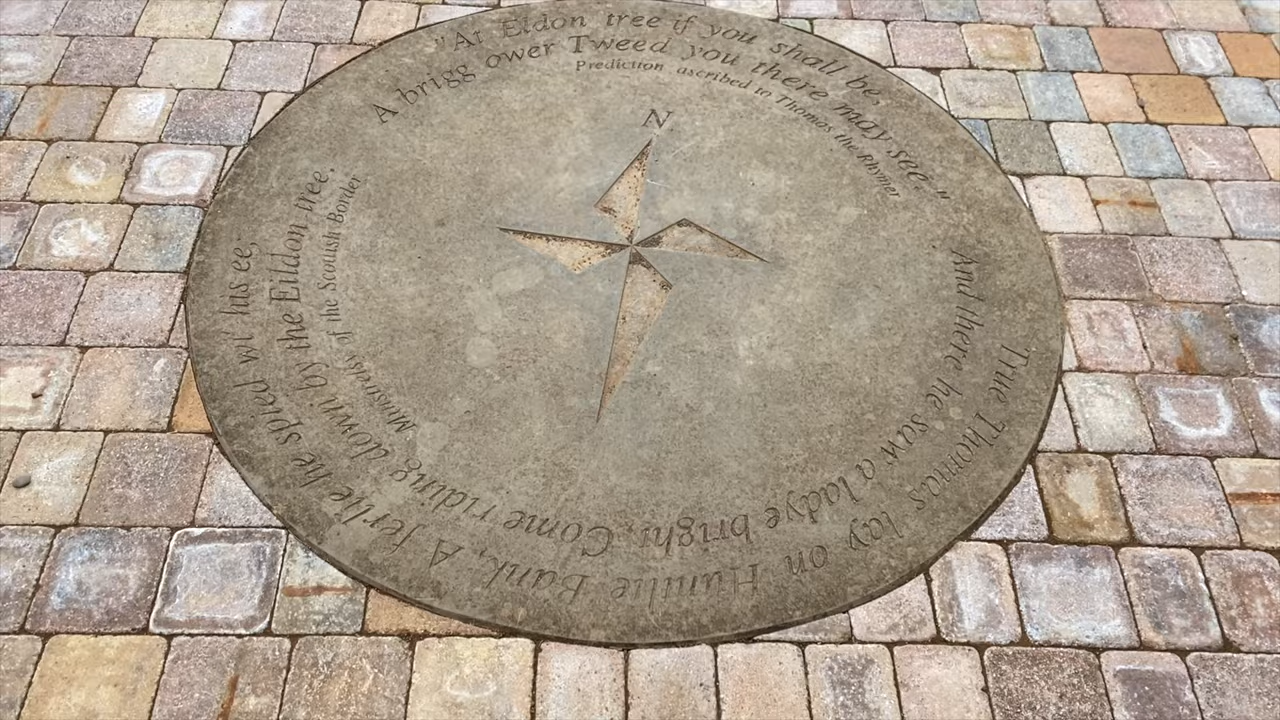 "At Eildon tree if you shall be,
A brigg ower Tweed you there may see."
Prediction ascribed to Thomas the Rhymer
N
True Thomas lay on Huntlie Bank, A ferlie he spied wi' his ee,
And there he saw a ladye bright, Come riding down by the Eildon tree,
Minstrelsy of the Scottish Border